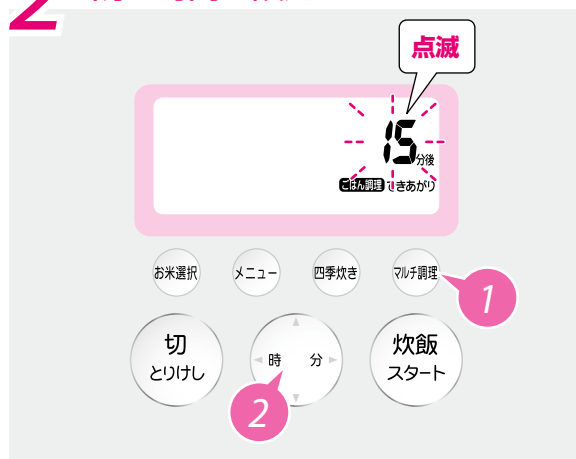 2
点滅
15分後
ごはん調理 できあがり
お米選択 メニュー 四季炊き マルチ調理
1
切 とりけし
時 分
炊飯 スタート
2